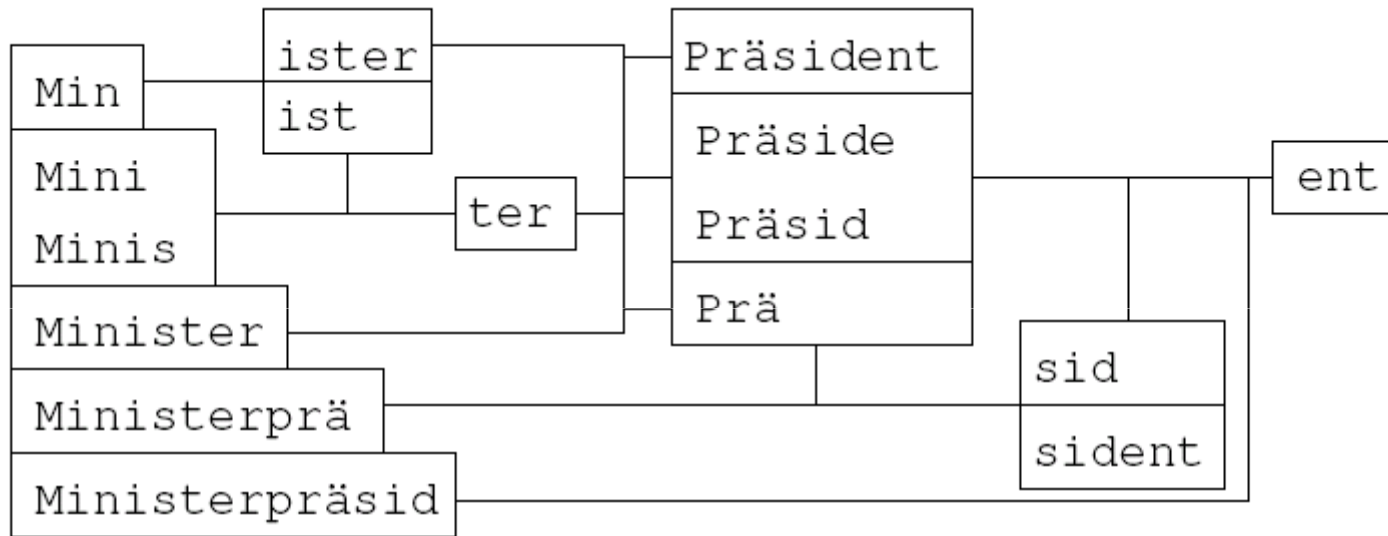 Min
Mini
Minis
Minister
Ministerprä
Ministerpräsid
ister
ist
ter
Präsident
Präside
Präsid
Prä
sid
sident
ent